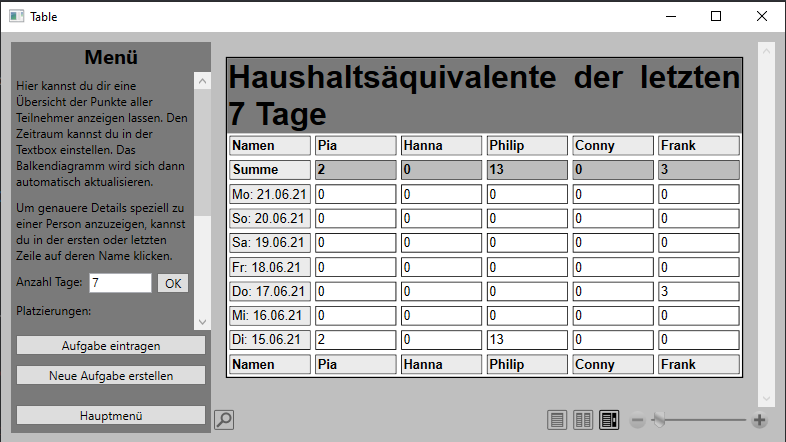 Table
Menü
Hier kannst du dir eine
Übersicht der Punkte aller
Teilnehmer anzeigen lassen. Den
Zeitraum kannst du in der
Textbox einstellen. Das
Balkendiagramm wird sich dann
automatisch aktualisieren.
Um genauere Details speziell zu
einer Person anzuzeigen, kannst
du in der ersten oder letzten
Zeile auf deren Name klicken.
Anzahl Tage: 7 OK
Platzierungen:
Aufgabe eintragen
Neue Aufgabe erstellen
Hauptmenü
Haushaltsäquivalente der letzten
7 Tage
Namen Pia Hanna Philip Conny Frank
Summe 2 0 13 0 3
Mo: 21.06.21 0 0 0 0 0
So: 20.06.21 0 0 0 0 0
Sa: 19.06.21 0 0 0 0 0
Fr: 18.06.21 0 0 0 0 0
Do: 17.06.21 0 0 0 0 3
Mi: 16.06.21 0 0 0 0 0
Di: 15.06.21 2 0 13 0 0
Namen Pia Hanna Philip Conny Frank